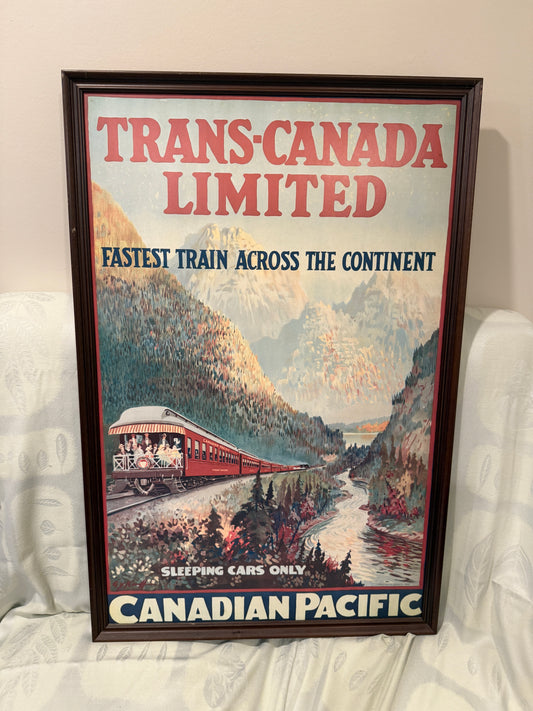 TRANS-CANADA
LIMITED
FASTEST TRAIN ACROSS THE CONTINENT
SLEEPING CARS ONLY
CANADIAN PACIFIC